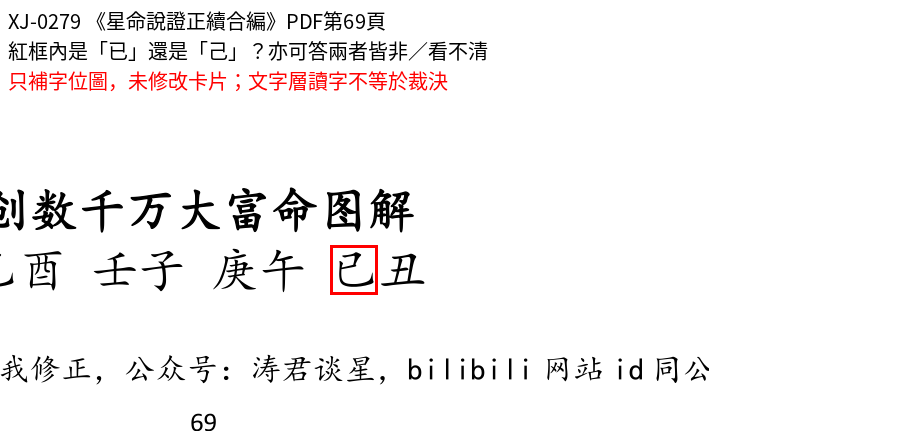 XJ-0279 《星命說證正續合編》PDF第69頁
紅框內是「已」還是「己」？亦可答兩者皆非／看不清
只補字位圖，未修改卡片；文字層讀字不等於裁決
创数千万大富命图解
酉 壬子 庚午 已丑
我修正，公众号：涛君谈星，bilibili 网站 id 同公
69